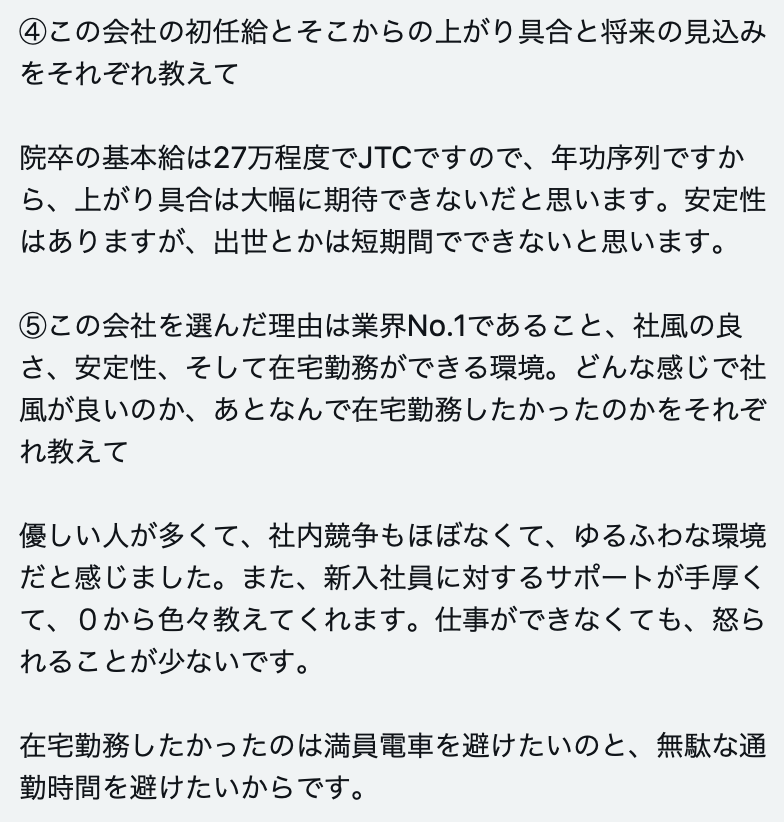 ④この会社の初任給とそこからの上がり具合と将来の見込み
をそれぞれ教えて
院卒の基本給は27万程度でJTCですので、年功序列ですか
ら、上がり具合は大幅に期待できないだと思います。安定性
はありますが、出世とかは短期間でできないと思います。
⑤この会社を選んだ理由は業界No.1であること、社風の良
さ、安定性、そして在宅勤務ができる環境。どんな感じで社
風が良いのか、あとなんで在宅勤務したかったのかをそれぞ
れ教えて
優しい人が多くて、社内競争もほぼなくて、ゆるふわな環境
だと感じました。また、新入社員に対するサポートが手厚く
て、０から色々教えてくれます。仕事ができなくても、怒ら
れることが少ないです。
在宅勤務したかったのは満員電車を避けたいのと、無駄な通
勤時間を避けたいからです。